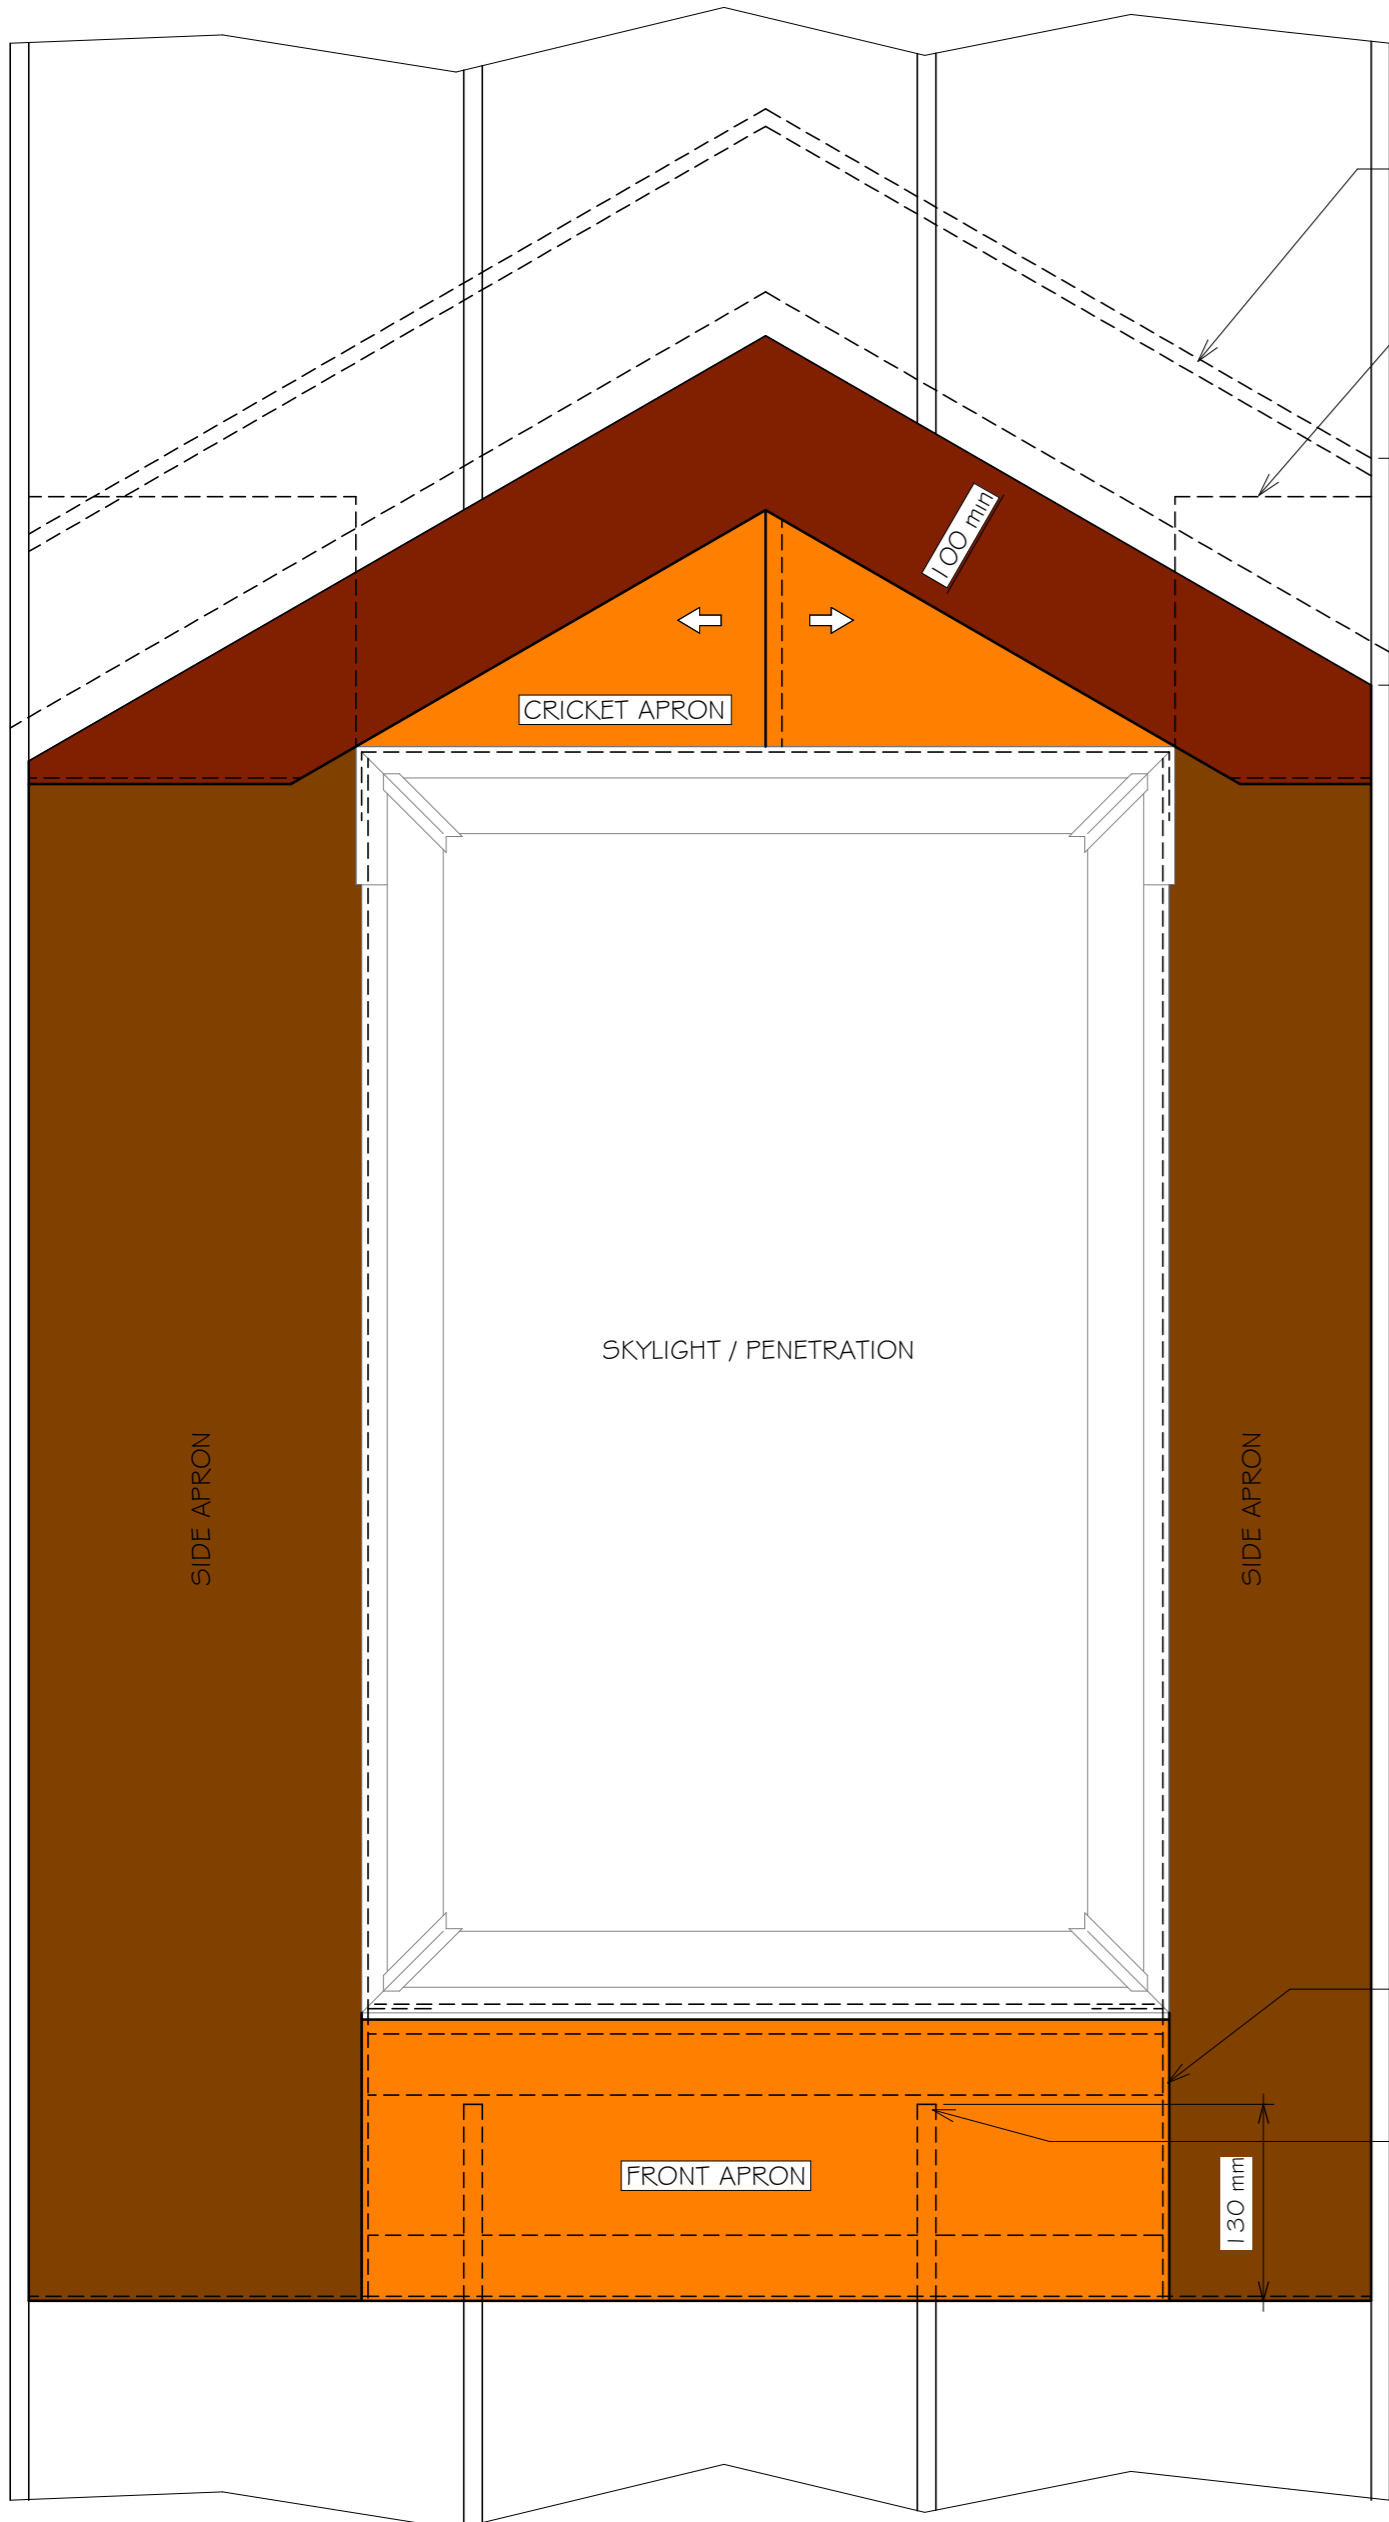 100 min
CRICKET APRON
SKYLIGHT / PENETRATION
SIDE APRON
SIDE APRON
FRONT APRON
130 mm